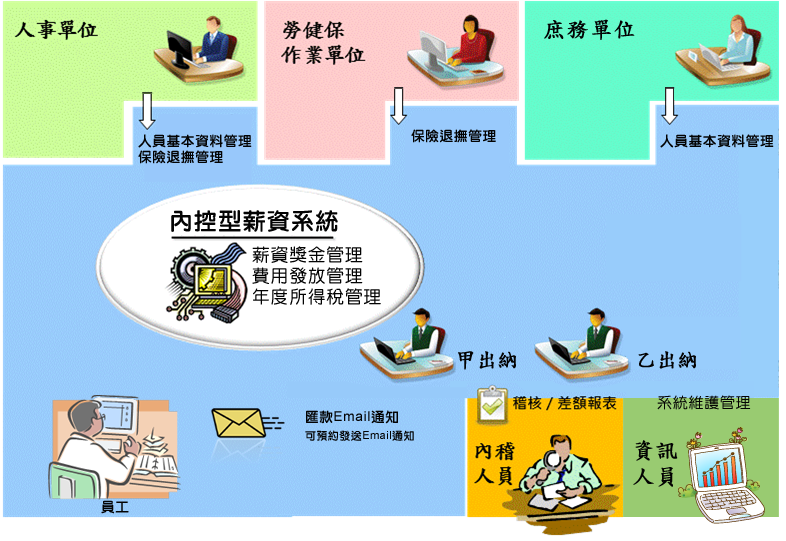 人事單位
勞健保
作業單位
庶務單位
人員基本資料管理
保險退撫管理
保險退撫管理
人員基本資料管理
內控型薪資系統
薪資獎金管理
費用發放管理
年度所得稅管理
甲出納
乙出納
匯款Email通知
可預約發送Email通知
員工
稽核／差額報表
內稽
人員
系統維護管理
資訊
人員